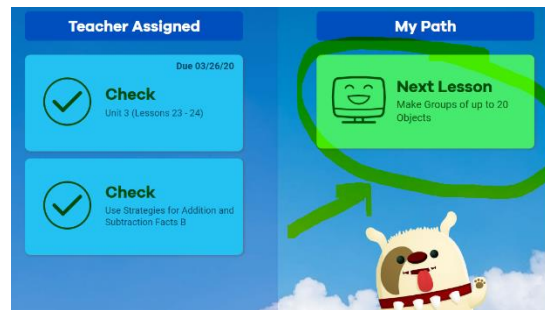 Teacher Assigned
Due 03/26/20
Check
Unit 3 (Lessons 23 - 24)
Check
Use Strategies for Addition and
Subtraction Facts B
My Path
Next Lesson
Make Groups of up to 20
Objects